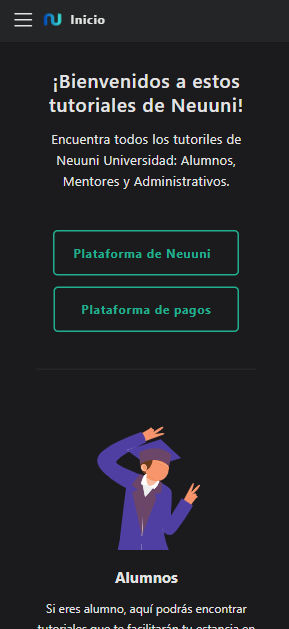 Inicio
¡Bienvenidos a estos
tutoriales de Neuuni!
Encuentra todos los tutoriles de
Neuuni Universidad: Alumnos,
Mentores y Administrativos.
Plataforma de Neuuni
Plataforma de pagos
Alumnos
Si eres alumno, aquí podrás encontrar
tutoriales que te facilitarán tu estancia en